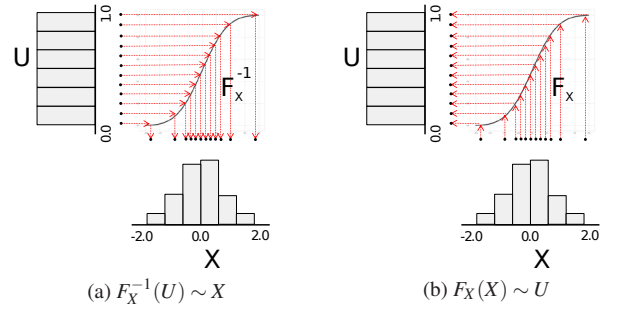 1.0
U
F_X^{-1}
0.0
-2.0 0.0 2.0
X
(a) F_X^{-1}(U) ∼ X
1.0
U
F_X
0.0
-2.0 0.0 2.0
X
(b) F_X(X) ∼ U